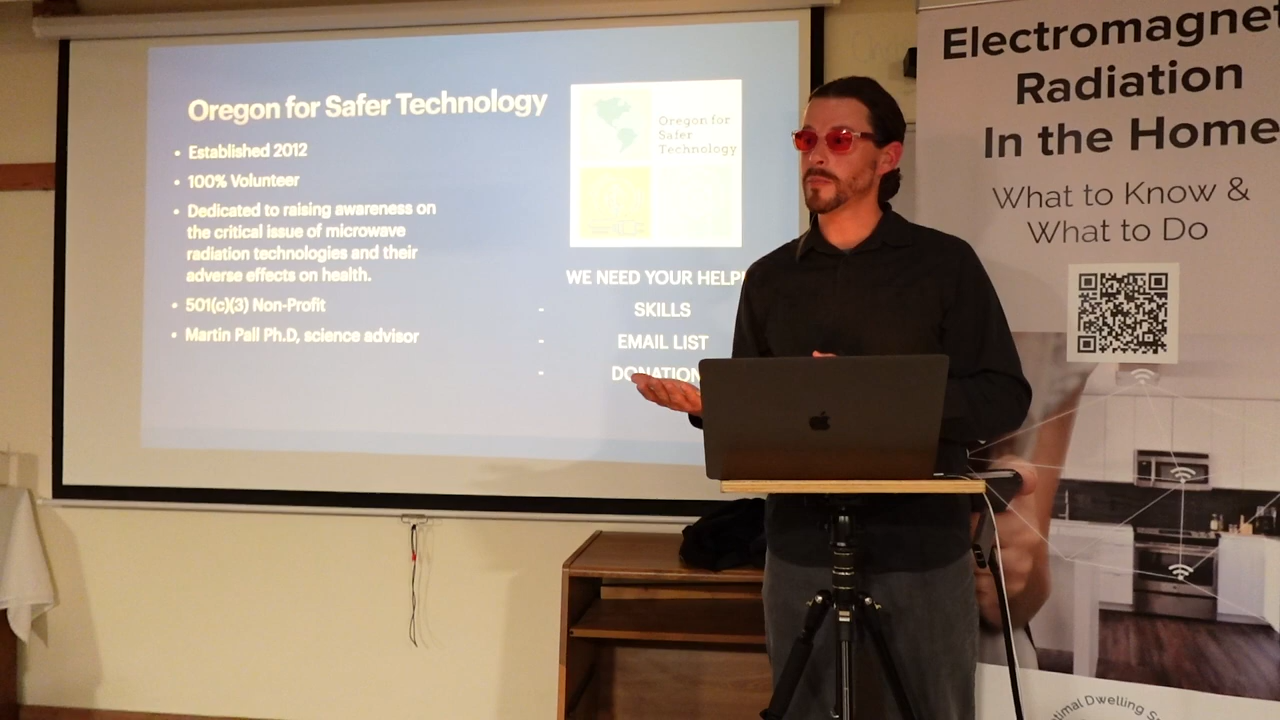 Oregon for Safer Technology
• Established 2012
• 100% Volunteer
• Dedicated to raising awareness on
the critical issue of microwave
radiation technologies and their
adverse effects on health.
• 501(c)(3) Non-Profit
• Martin Pall Ph.D, science advisor
Oregon for
Safer
Technology
WE NEED YOUR HELP
- SKILLS
- EMAIL LIST
- DONATION
Electromagnet
Radiation
In the Home
What to Know &
What to Do
Dwelling